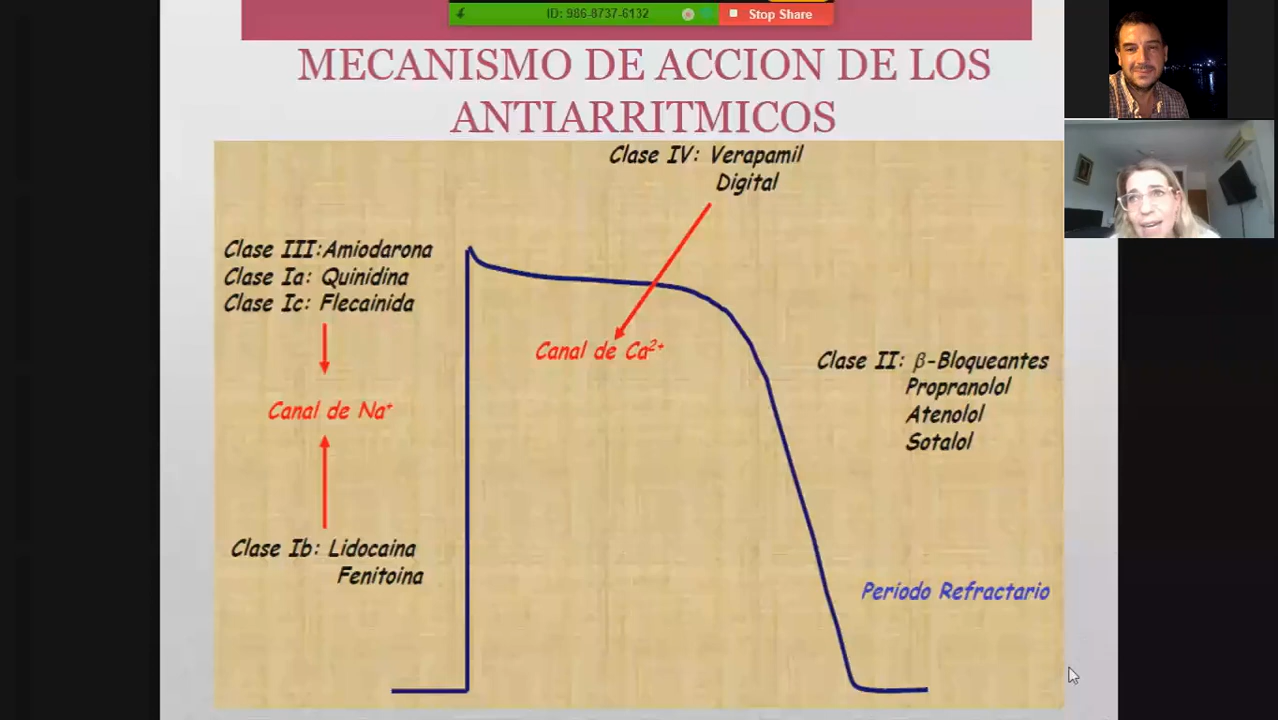 ID: 986-8737-6132
Stop Share
MECANISMO DE ACCION DE LOS
ANTIARRITMICOS
Clase IV: Verapamil
Digital
Clase III:Amiodarona
Clase Ia: Quinidina
Clase Ic: Flecainida
Canal de Ca²⁺
Clase II: β-Bloqueantes
Propranolol
Atenolol
Sotalol
Canal de Na⁺
Clase Ib: Lidocaina
Fenitoina
Periodo Refractario